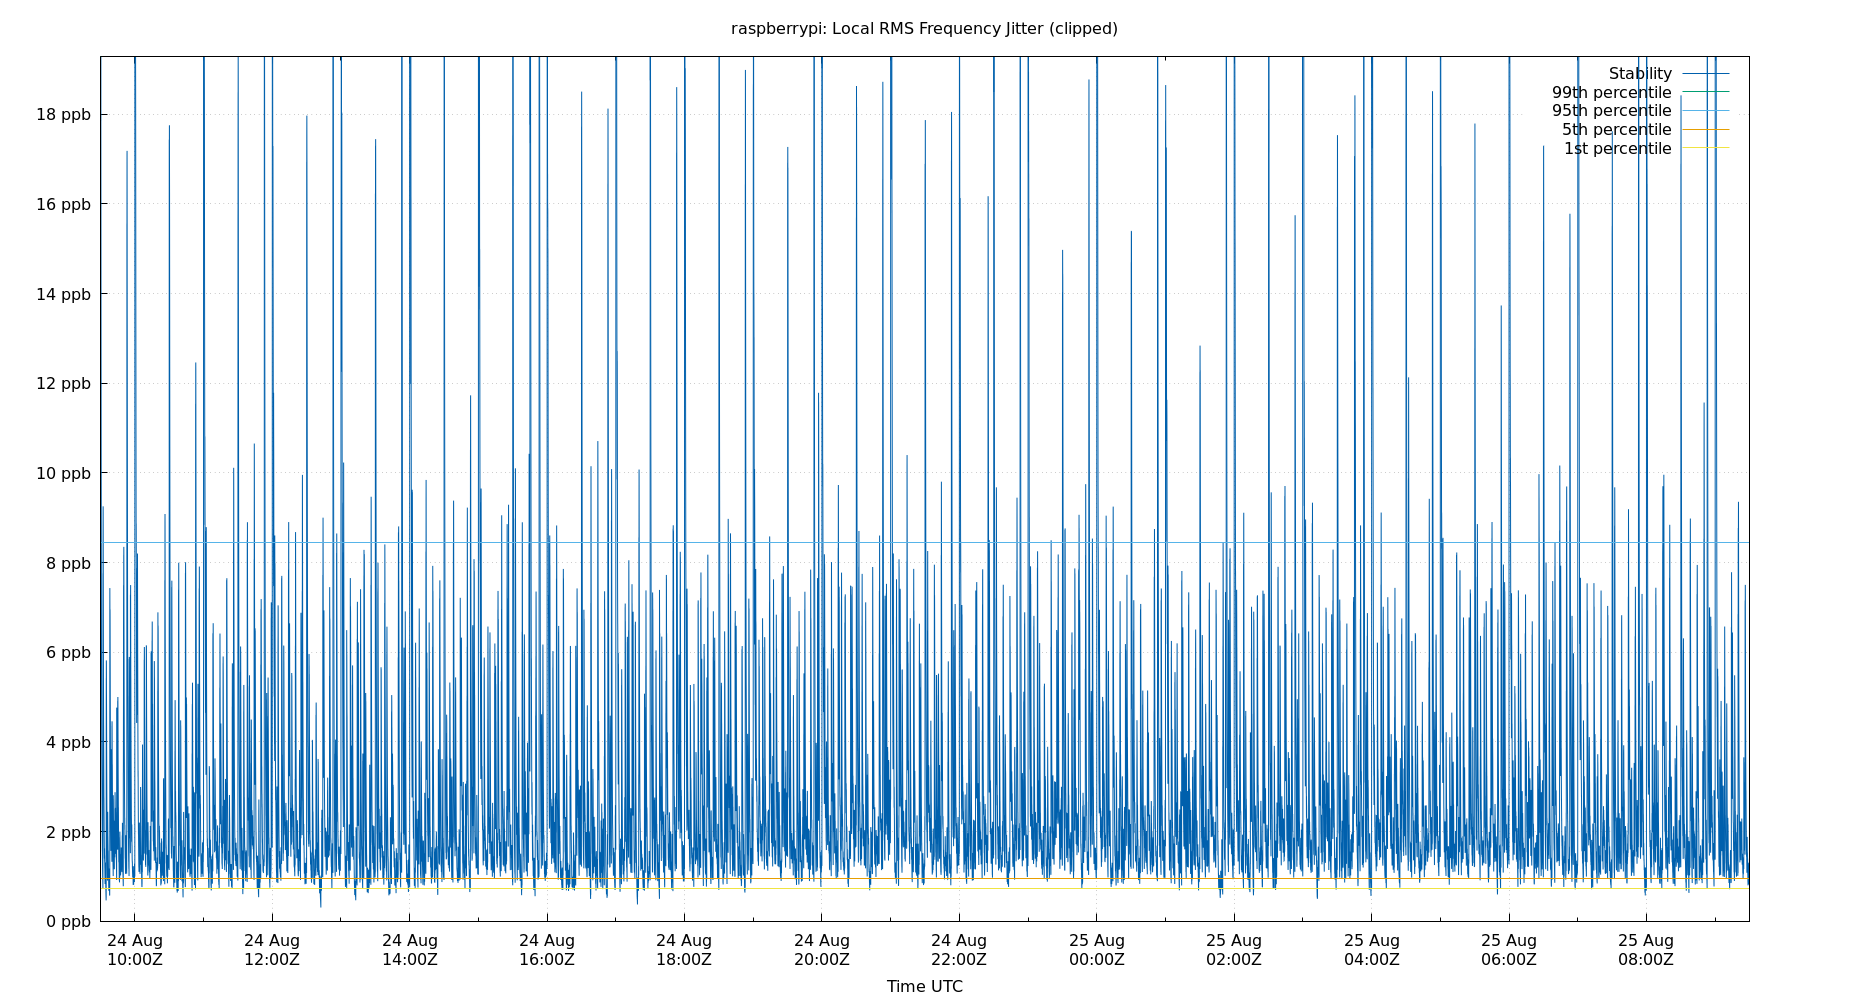 raspberrypi: Local RMS Frequency Jitter (clipped)
Stability
99th percentile
95th percentile
5th percentile
1st percentile
18 ppb
16 ppb
14 ppb
12 ppb
10 ppb
8 ppb
6 ppb
4 ppb
2 ppb
0 ppb
24 Aug 24 Aug 24 Aug 24 Aug 24 Aug 24 Aug 24 Aug 25 Aug 25 Aug 25 Aug 25 Aug 25 Aug
10:00Z 12:00Z 14:00Z 16:00Z 18:00Z 20:00Z 22:00Z 00:00Z 02:00Z 04:00Z 06:00Z 08:00Z
Time UTC